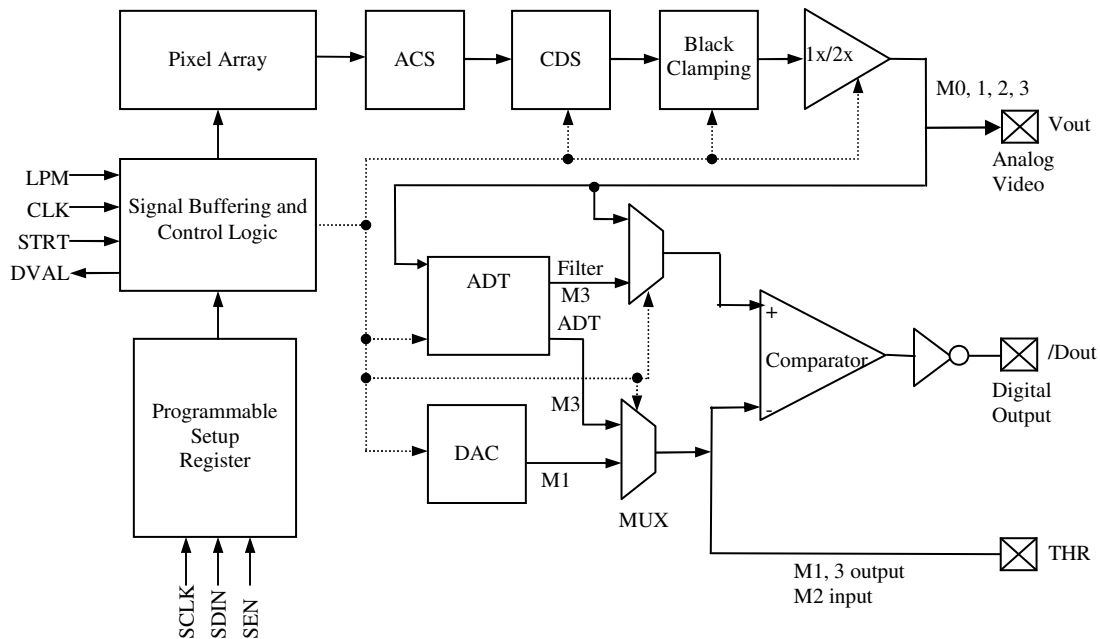 Pixel Array
ACS
CDS
Black
Clamping
1x/2x
M0, 1, 2, 3
Vout
Analog
Video
LPM
CLK
STRT
DVAL
Signal Buffering and
Control Logic
ADT
Filter
M3
ADT
+
Comparator
-
/Dout
Digital
Output
Programmable
Setup
Register
M3
DAC
M1
MUX
THR
M1, 3 output
M2 input
SCLK
SDIN
SEN